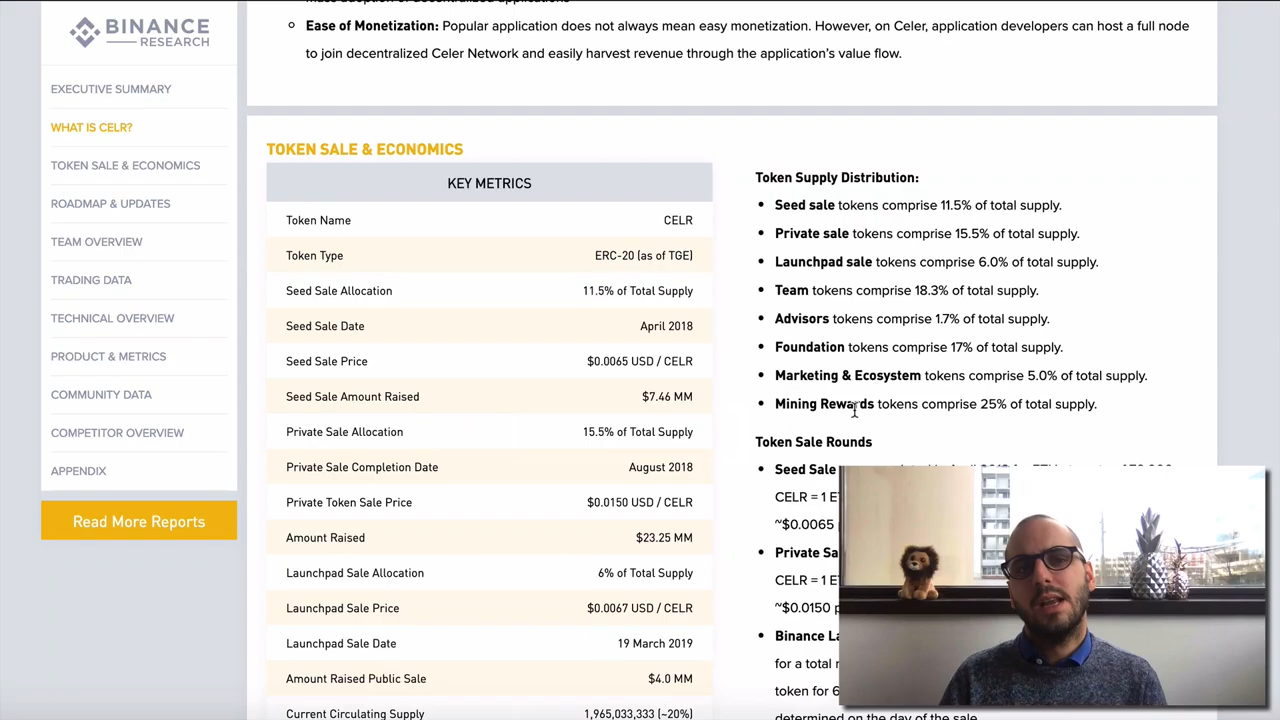 BINANCE
RESEARCH
EXECUTIVE SUMMARY
WHAT IS CELR?
TOKEN SALE & ECONOMICS
ROADMAP & UPDATES
TEAM OVERVIEW
TRADING DATA
TECHNICAL OVERVIEW
PRODUCT & METRICS
COMMUNITY DATA
COMPETITOR OVERVIEW
APPENDIX
Read More Reports
Ease of Monetization: Popular application does not always mean easy monetization. However, on Celer, application developers can host a full node
to join decentralized Celer Network and easily harvest revenue through the application's value flow.
TOKEN SALE & ECONOMICS
KEY METRICS
Token Name CELR
Token Type ERC-20 (as of TGE)
Seed Sale Allocation 11.5% of Total Supply
Seed Sale Date April 2018
Seed Sale Price $0.0065 USD / CELR
Seed Sale Amount Raised $7.46 MM
Private Sale Allocation 15.5% of Total Supply
Private Sale Completion Date August 2018
Private Token Sale Price $0.0150 USD / CELR
Amount Raised $23.25 MM
Launchpad Sale Allocation 6% of Total Supply
Launchpad Sale Price $0.0067 USD / CELR
Launchpad Sale Date 19 March 2019
Amount Raised Public Sale $4.0 MM
Current Circulating Supply 1,965,033,333 (~20%)
Token Supply Distribution:
Seed sale tokens comprise 11.5% of total supply.
Private sale tokens comprise 15.5% of total supply.
Launchpad sale tokens comprise 6.0% of total supply.
Team tokens comprise 18.3% of total supply.
Advisors tokens comprise 1.7% of total supply.
Foundation tokens comprise 17% of total supply.
Marketing & Ecosystem tokens comprise 5.0% of total supply.
Mining Rewards tokens comprise 25% of total supply.
Token Sale Rounds
Seed Sale
CELR = 1 E
~$0.0065
Private Sa
CELR = 1 E
~$0.0150 p
Binance La
for a total
token for 6
determined on the day of the sale